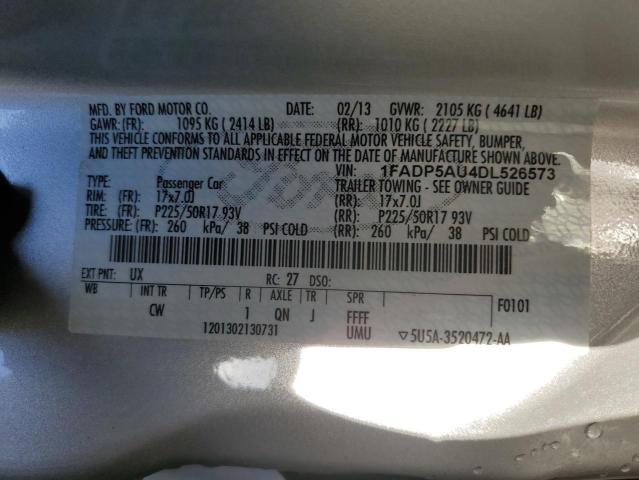 MFD. BY FORD MOTOR CO. DATE: 02/13 GVWR: 2105 KG ( 4641 LB)
GAWR: (FR): 1095 KG ( 2414 LB) (RR): 1010 KG ( 2227 LB)
THIS VEHICLE CONFORMS TO ALL APPLICABLE FEDERAL MOTOR VEHICLE SAFETY, BUMPER,
AND THEFT PREVENTION STANDARDS IN EFFECT ON THE DATE OF MANUFACTURE SHOWN ABOVE.
VIN: 1FADP5AU4DL526573
TYPE: Passenger Car TRAILER TOWING - SEE OWNER GUIDE
RIM: (FR): 17x7.0J (RR): 17x7.0J
TIRE: (FR): P225/50R17 93V (RR): P225/50R17 93V
PRESSURE: (FR): 260 kPa/ 38 PSI COLD (RR): 260 kPa/ 38 PSI COLD
EXT PNT: UX RC: 27 DSO:
WB INT TR TP/PS R AXLE TR SPR F0101
CW 1 QN J FFFF
1201302130731 UMU ▽5U5A-3520472-AA